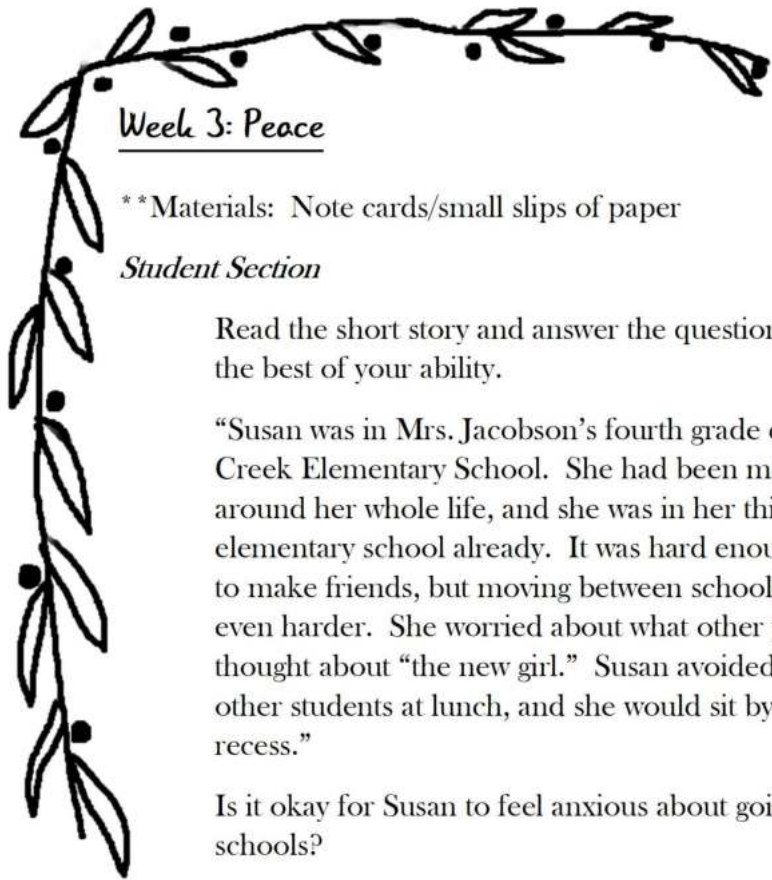 Week 3: Peace
**Materials: Note cards/small slips of paper
Student Section
Read the short story and answer the question
the best of your ability.
“Susan was in Mrs. Jacobson’s fourth grade
Creek Elementary School. She had been
around her whole life, and she was in her
elementary school already. It was hard
to make friends, but moving between school
even harder. She worried about what other
thought about “the new girl.” Susan avoided
other students at lunch, and she would sit by
recess.”
Is it okay for Susan to feel anxious about
schools?